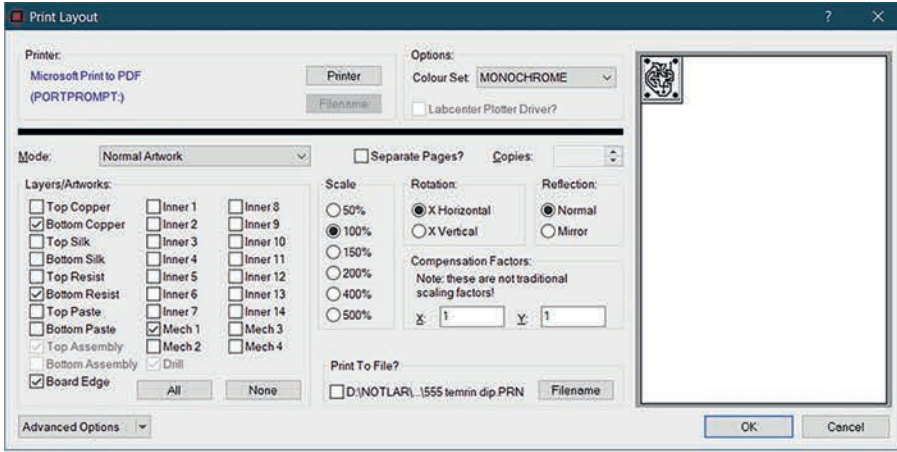 Print Layout ? ×
Printer:
Microsoft Print to PDF
(PORTPROMPT:)
Printer
Filename
Options:
Colour Set: MONOCHROME
Labcenter Plotter Driver?
Mode: Normal Artwork
Separate Pages? Copies:
Layers/Artworks:
Top Copper Inner 1 Inner 8
Bottom Copper Inner 2 Inner 9
Top Silk Inner 3 Inner 10
Bottom Silk Inner 4 Inner 11
Top Resist Inner 5 Inner 12
Bottom Resist Inner 6 Inner 13
Top Paste Inner 7 Inner 14
Bottom Paste Mech 1 Mech 3
Top Assembly Mech 2 Mech 4
Bottom Assembly Drill
Board Edge All None
Scale
50%
100%
150%
200%
400%
500%
Rotation:
X Horizontal
X Vertical
Reflection:
Normal
Mirror
Compensation Factors:
Note: these are not traditional
scaling factors!
X: 1 Y: 1
Print To File?
D:\NOTLAR\...\555 temrin dip.PRN Filename
Advanced Options OK Cancel